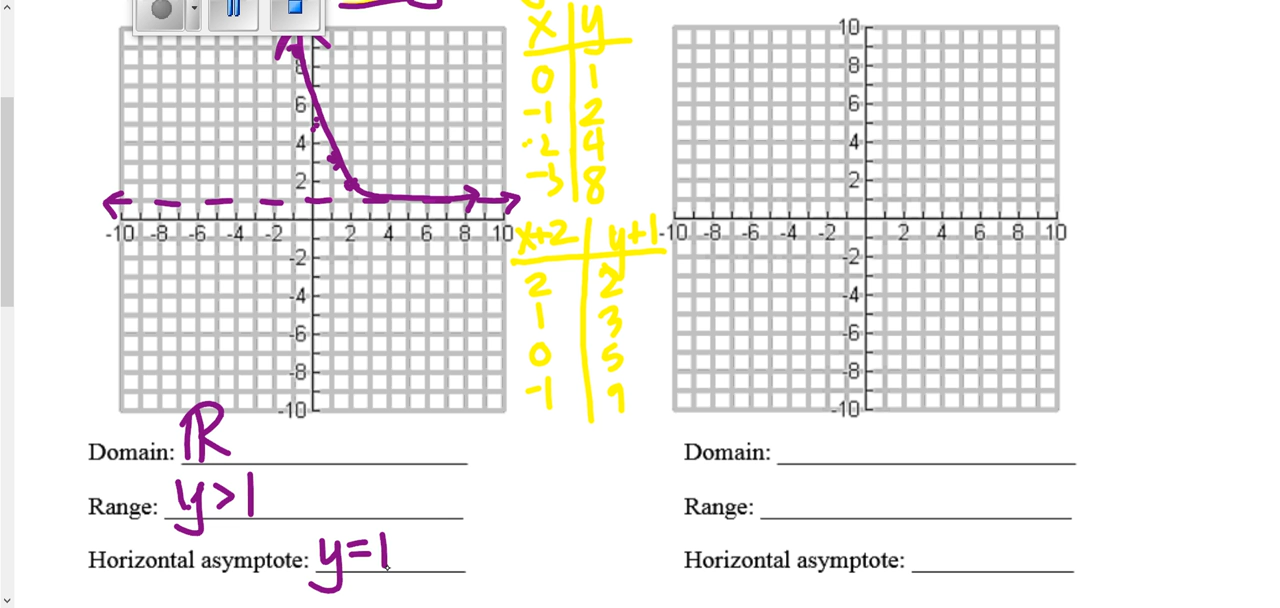 10
8
6
4
2
-10 -8 -6 -4 -2 2 4 6 8 10
-2
-4
-6
-8
-10
x y
0 1
-1 2
-2 4
-3 8
x+2 y+1
2 2
1 3
0 5
-1 9
8
6
4
2
-10 -8 -6 -4 -2 2 4 6 8 10
-2
-4
-6
-8
-10
Domain: ℝ
Range: y > 1
Horizontal asymptote: y = 1
Domain:
Range:
Horizontal asymptote: